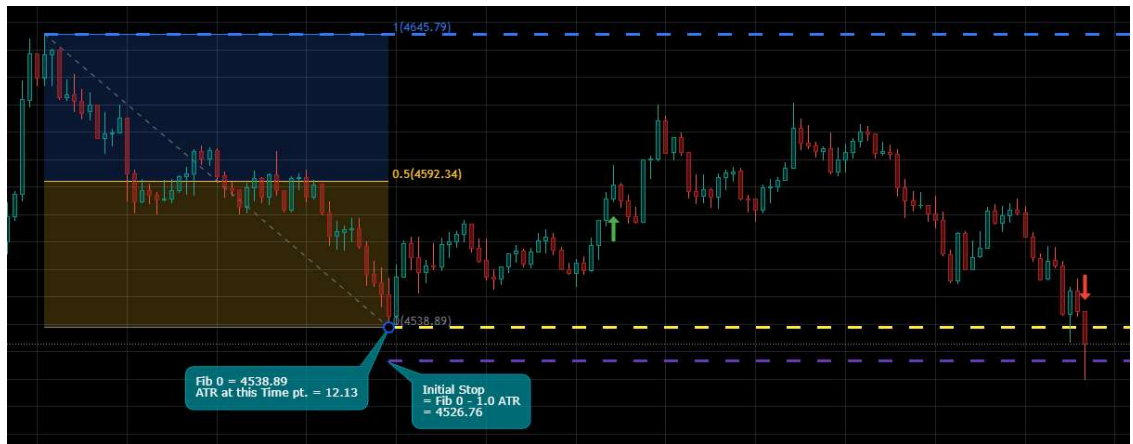 1(4645.79)
0.5(4592.34)
0(4538.89)
Fib 0 = 4538.89
ATR at this Time pt. = 12.13
Initial Stop
= Fib 0 - 1.0 ATR
= 4526.76